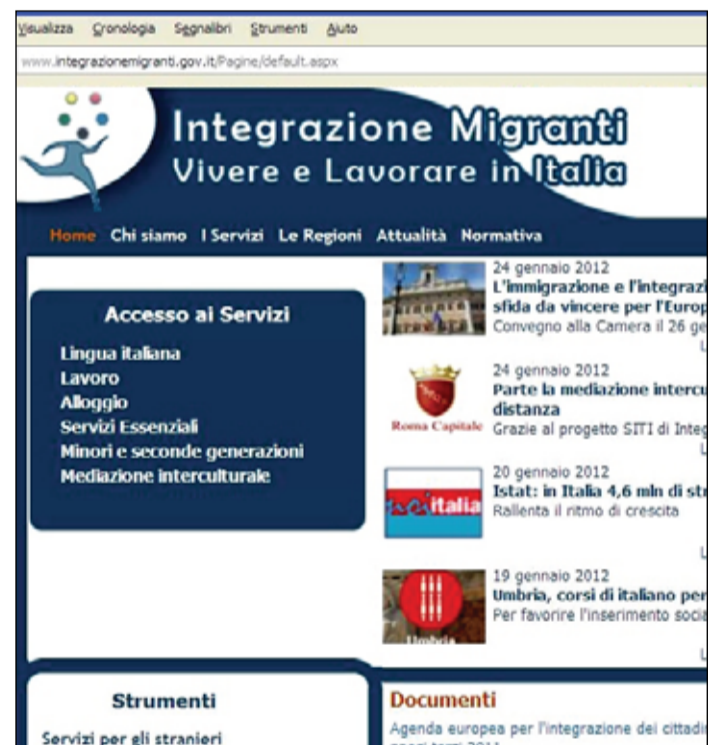 Visualizza Cronologia Segnalibri Strumenti Aiuto
www.integrazionemigranti.gov.it/Pagine/default.aspx
Integrazione Migranti
Vivere e Lavorare in Italia
Home Chi siamo I Servizi Le Regioni Attualità Normativa
Accesso ai Servizi
Lingua italiana
Lavoro
Alloggio
Servizi Essenziali
Minori e seconde generazioni
Mediazione interculturale
24 gennaio 2012
L'immigrazione e l'integrazi
sfida da vincere per l'Europ
Convegno alla Camera il 26 ge
24 gennaio 2012
Parte la mediazione intercu
distanza
Grazie al progetto SITI di Integ
Roma Capitale
20 gennaio 2012
Istat: in Italia 4,6 mln di str
Rallenta il ritmo di crescita
noi italia
19 gennaio 2012
Umbria, corsi di italiano per
Per favorire l'inserimento socia
Umbria
Strumenti
Servizi per gli stranieri
Documenti
Agenda europea per l'integrazione dei cittadin
paesi terzi 2011